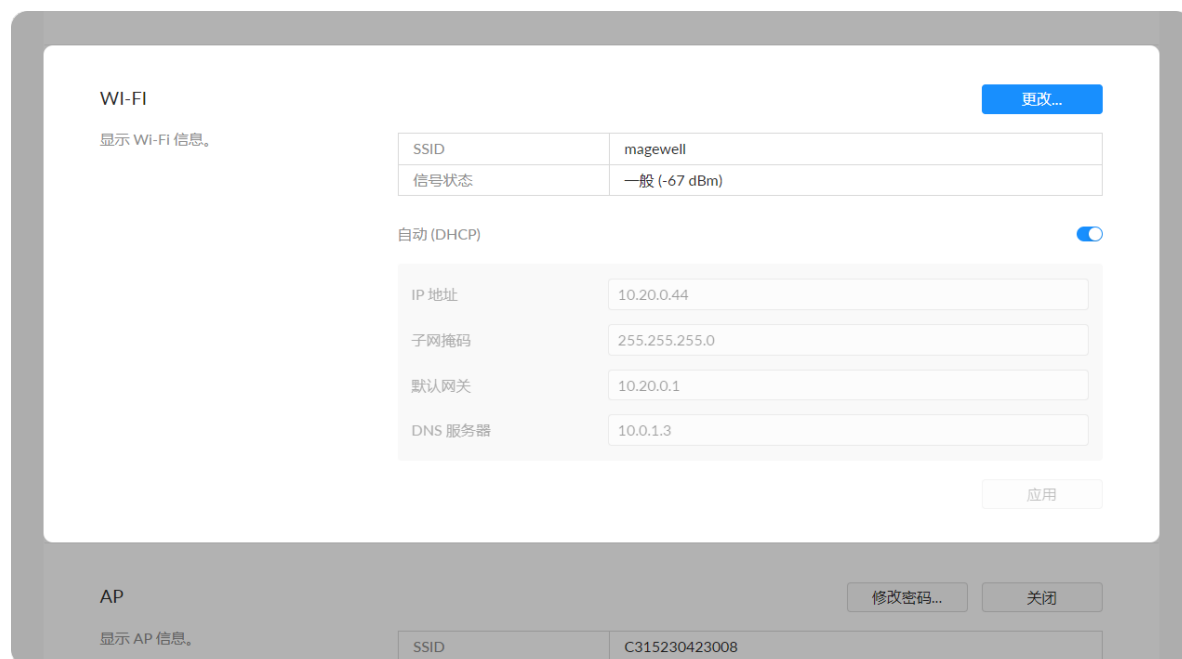 WI-FI
更改...
显示 Wi-Fi 信息。
SSID magewell
信号状态 一般 (-67 dBm)
自动 (DHCP)
IP 地址 10.20.0.44
子网掩码 255.255.255.0
默认网关 10.20.0.1
DNS 服务器 10.0.1.3
应用
AP
修改密码... 关闭
显示 AP 信息。
SSID C315230423008